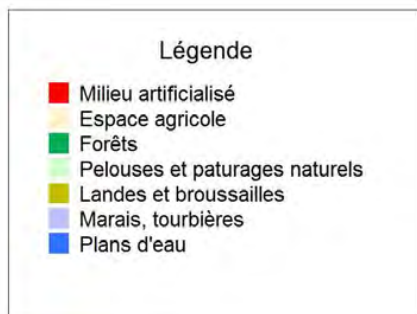 Légende
Milieu artificialisé
Espace agricole
Forêts
Pelouses et paturages naturels
Landes et broussailles
Marais, tourbières
Plans d'eau